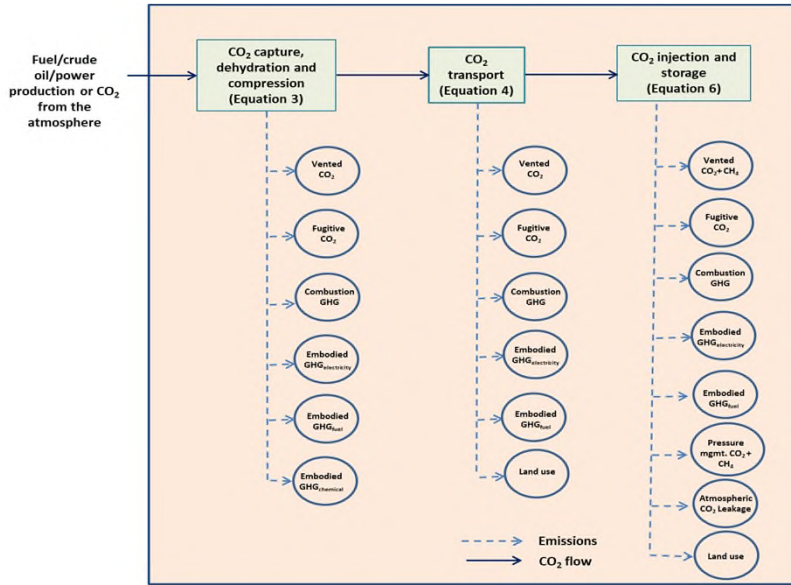 Fuel/crude
oil/power
production or CO₂
from the
atmosphere
CO₂ capture,
dehydration and
compression
(Equation 3)
CO₂
transport
(Equation 4)
CO₂ injection and
storage
(Equation 6)
Vented
CO₂
Fugitive
CO₂
Combustion
GHG
Embodied
GHGelectricity
Embodied
GHGfuel
Embodied
GHGchemical
Vented
CO₂
Fugitive
CO₂
Combustion
GHG
Embodied
GHGelectricity
Embodied
GHGfuel
Land use
Vented
CO₂+ CH₄
Fugitive
CO₂
Combustion
GHG
Embodied
GHGelectricity
Embodied
GHGfuel
Pressure
mgmt. CO₂ +
CH₄
Atmospheric
CO₂ Leakage
Land use
Emissions
CO₂ flow